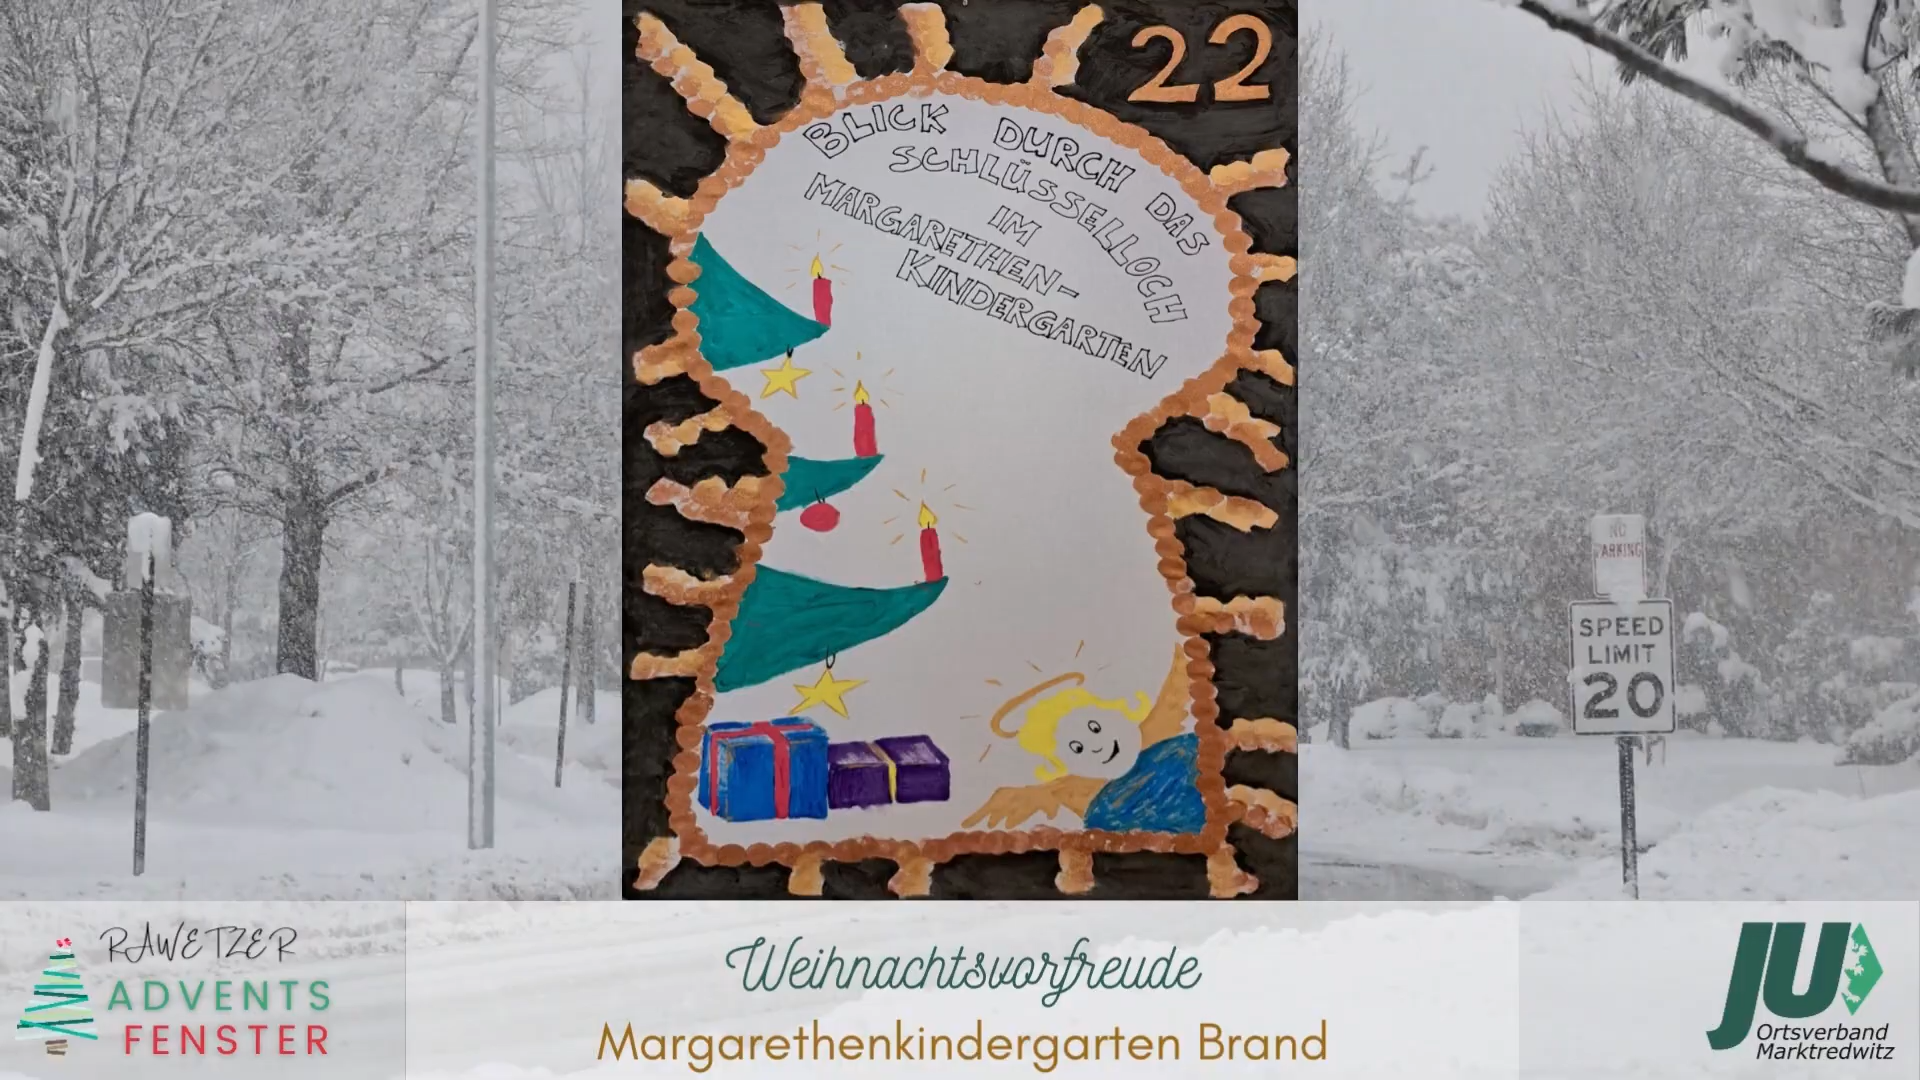 22
BLICK DURCH DAS
SCHLÜSSELLOCH
IM
MARGARETHEN-
KINDERGARTEN
NO
PARKING
SPEED
LIMIT
20
RAWETZER
ADVENTS
FENSTER
Weihnachtsvorfreude
Margarethenkindergarten Brand
JU
Ortsverband
Marktredwitz